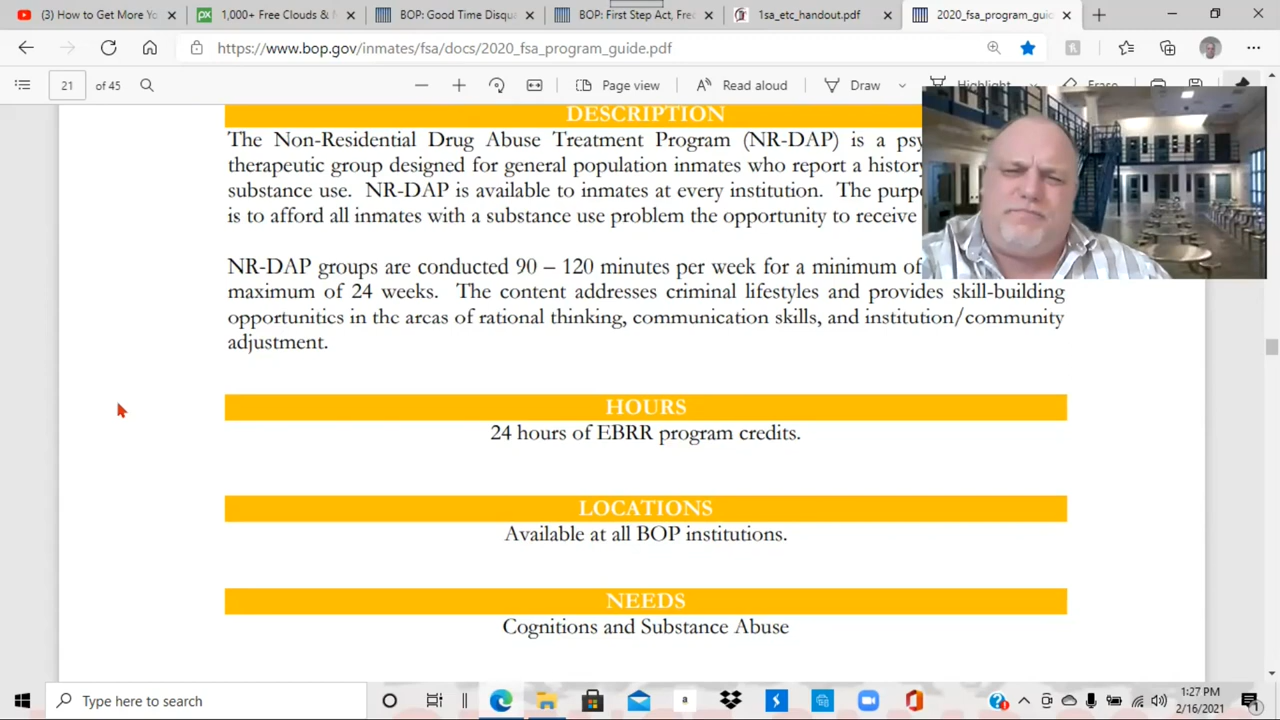 (3) How to Get More Yo
1,000+ Free Clouds &
BOP: Good Time Disqu
BOP: First Step Act, Fre
1sa_etc_handout.pdf
2020_fsa_program_guid
https://www.bop.gov/inmates/fsa/docs/2020_fsa_program_guide.pdf
21 of 45
Page view
Read aloud
Draw
Highlight
Erase
DESCRIPTION
The Non-Residential Drug Abuse Treatment Program (NR-DAP) is a psy
therapeutic group designed for general population inmates who report a history
substance use. NR-DAP is available to inmates at every institution. The purp
is to afford all inmates with a substance use problem the opportunity to receive
NR-DAP groups are conducted 90 – 120 minutes per week for a minimum of
maximum of 24 weeks. The content addresses criminal lifestyles and provides skill-building
opportunities in the areas of rational thinking, communication skills, and institution/community
adjustment.
HOURS
24 hours of EBRR program credits.
LOCATIONS
Available at all BOP institutions.
NEEDS
Cognitions and Substance Abuse
Type here to search
1:27 PM
2/16/2021